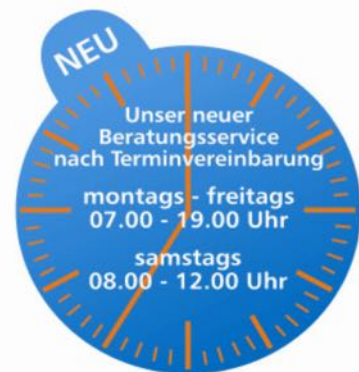 NEU
Unser neuer
Beratungsservice
nach Terminvereinbarung
montags - freitags
07.00 - 19.00 Uhr
samstags
08.00 - 12.00 Uhr